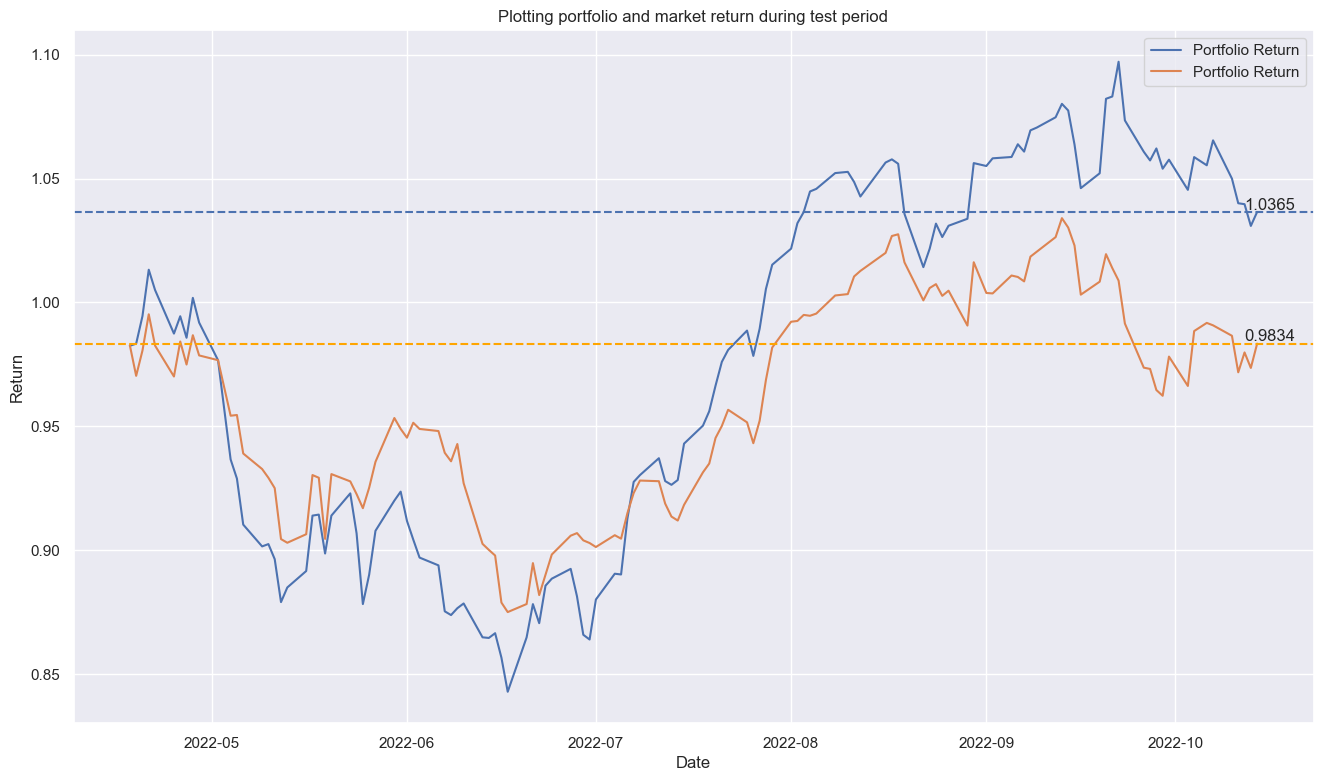 Plotting portfolio and market return during test period
1.10
1.05
1.00
0.95
0.90
0.85
Return
Portfolio Return
Portfolio Return
1.0365
0.9834
2022-05
2022-06
2022-07
2022-08
2022-09
2022-10
Date